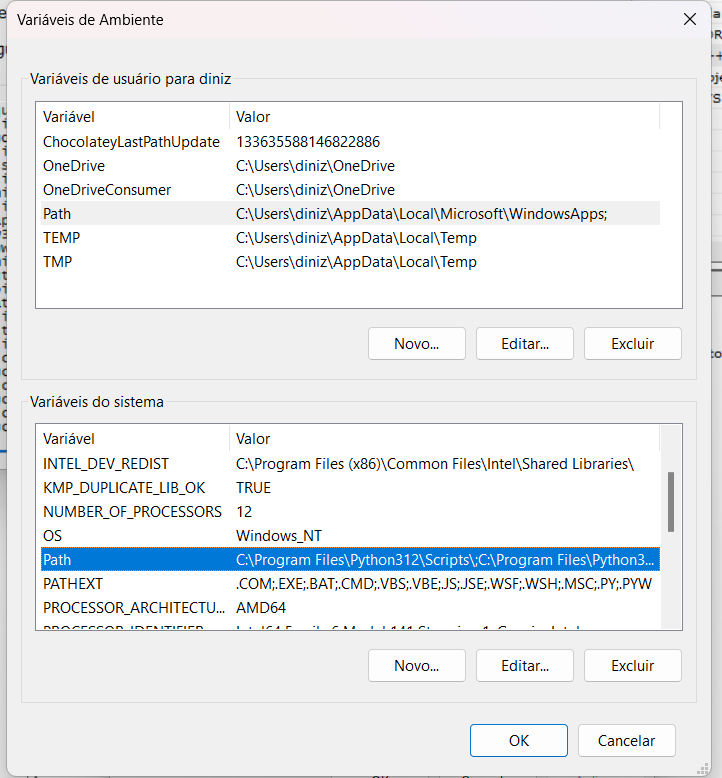 Variáveis de Ambiente
Variáveis de usuário para diniz
Variável Valor
ChocolateyLastPathUpdate 133635588146822886
OneDrive C:\Users\diniz\OneDrive
OneDriveConsumer C:\Users\diniz\OneDrive
Path C:\Users\diniz\AppData\Local\Microsoft\WindowsApps;
TEMP C:\Users\diniz\AppData\Local\Temp
TMP C:\Users\diniz\AppData\Local\Temp
Novo... Editar... Excluir
Variáveis do sistema
Variável Valor
INTEL_DEV_REDIST C:\Program Files (x86)\Common Files\Intel\Shared Libraries\
KMP_DUPLICATE_LIB_OK TRUE
NUMBER_OF_PROCESSORS 12
OS Windows_NT
Path C:\Program Files\Python312\Scripts\;C:\Program Files\Python3...
PATHEXT .COM;.EXE;.BAT;.CMD;.VBS;.VBE;.JS;.JSE;.WSF;.WSH;.MSC;.PY;.PYW
PROCESSOR_ARCHITECTU... AMD64
Novo... Editar... Excluir
OK Cancelar